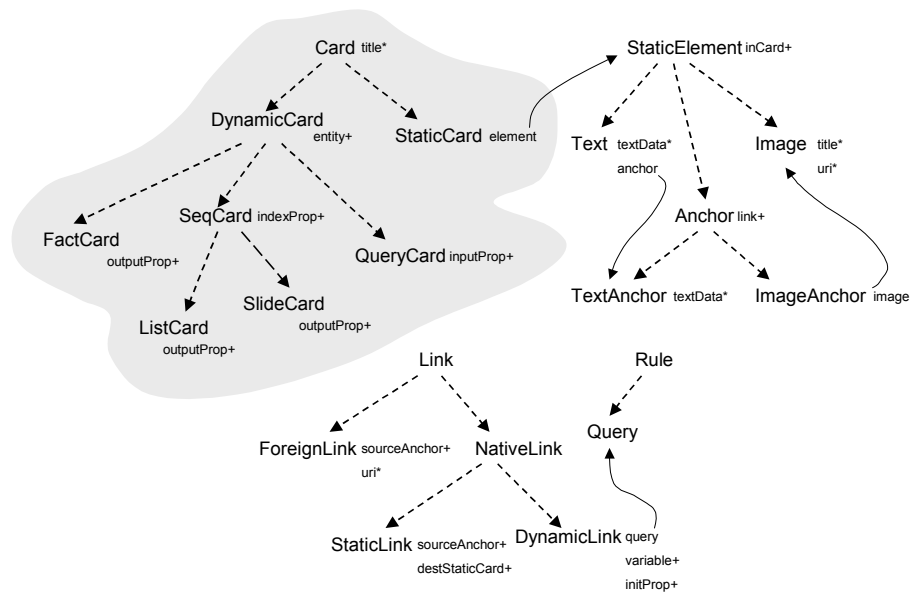 Card title*
StaticElement inCard+
DynamicCard
entity+
StaticCard element
Text textData*
anchor
Image title*
uri*
SeqCard indexProp+
Anchor link+
FactCard
outputProp+
QueryCard inputProp+
SlideCard
outputProp+
ListCard
outputProp+
TextAnchor textData*
ImageAnchor image
Link
Rule
ForeignLink sourceAnchor+
uri*
NativeLink
Query
StaticLink sourceAnchor+
destStaticCard+
DynamicLink query
variable+
initProp+